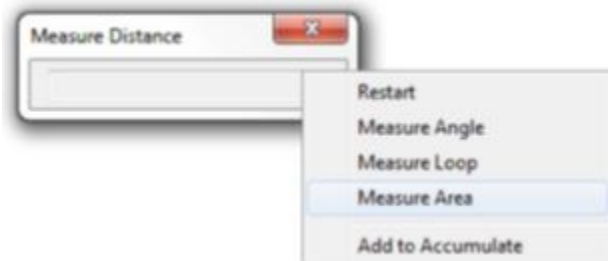 Measure Distance
Restart
Measure Angle
Measure Loop
Measure Area
Add to Accumulate